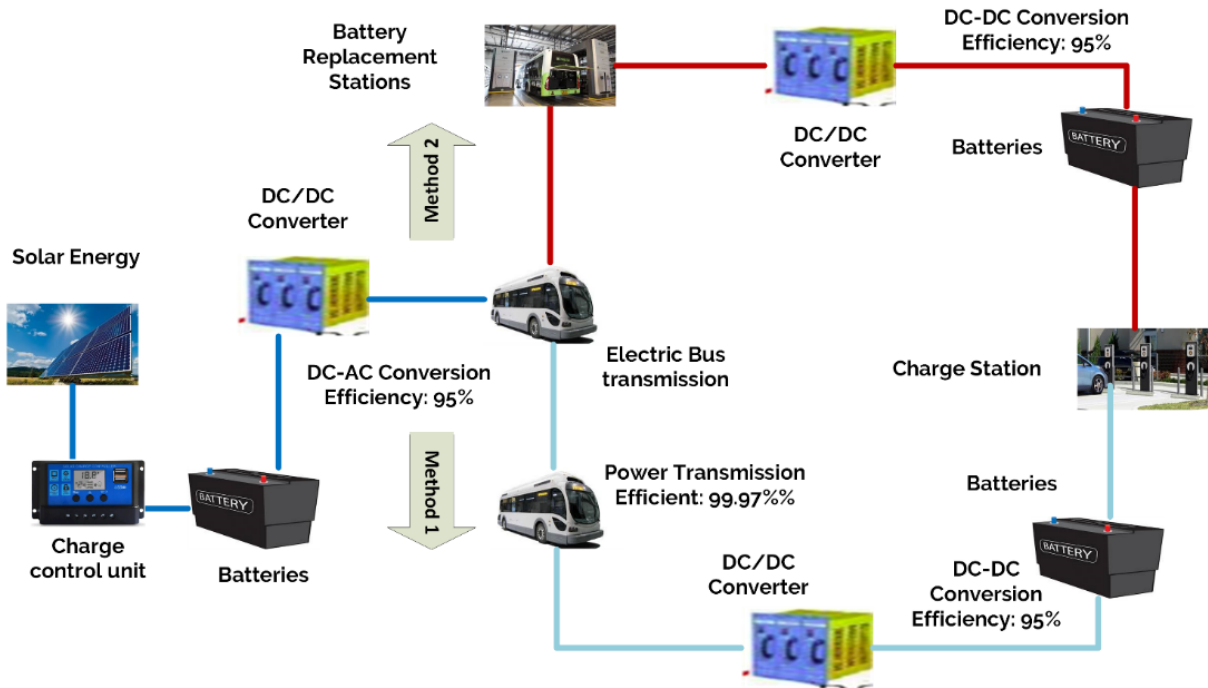 Battery
Replacement
Stations
DC-DC Conversion
Efficiency: 95%
DC/DC
Converter
BATTERY
Batteries
Method 2
DC/DC
Converter
Solar Energy
DC-AC Conversion
Efficiency: 95%
Electric Bus
transmission
Charge Station
Method 1
Power Transmission
Efficient: 99.97%%
Batteries
BATTERY
Charge
control unit
Batteries
DC/DC
Converter
DC-DC
Conversion
Efficiency: 95%
BATTERY